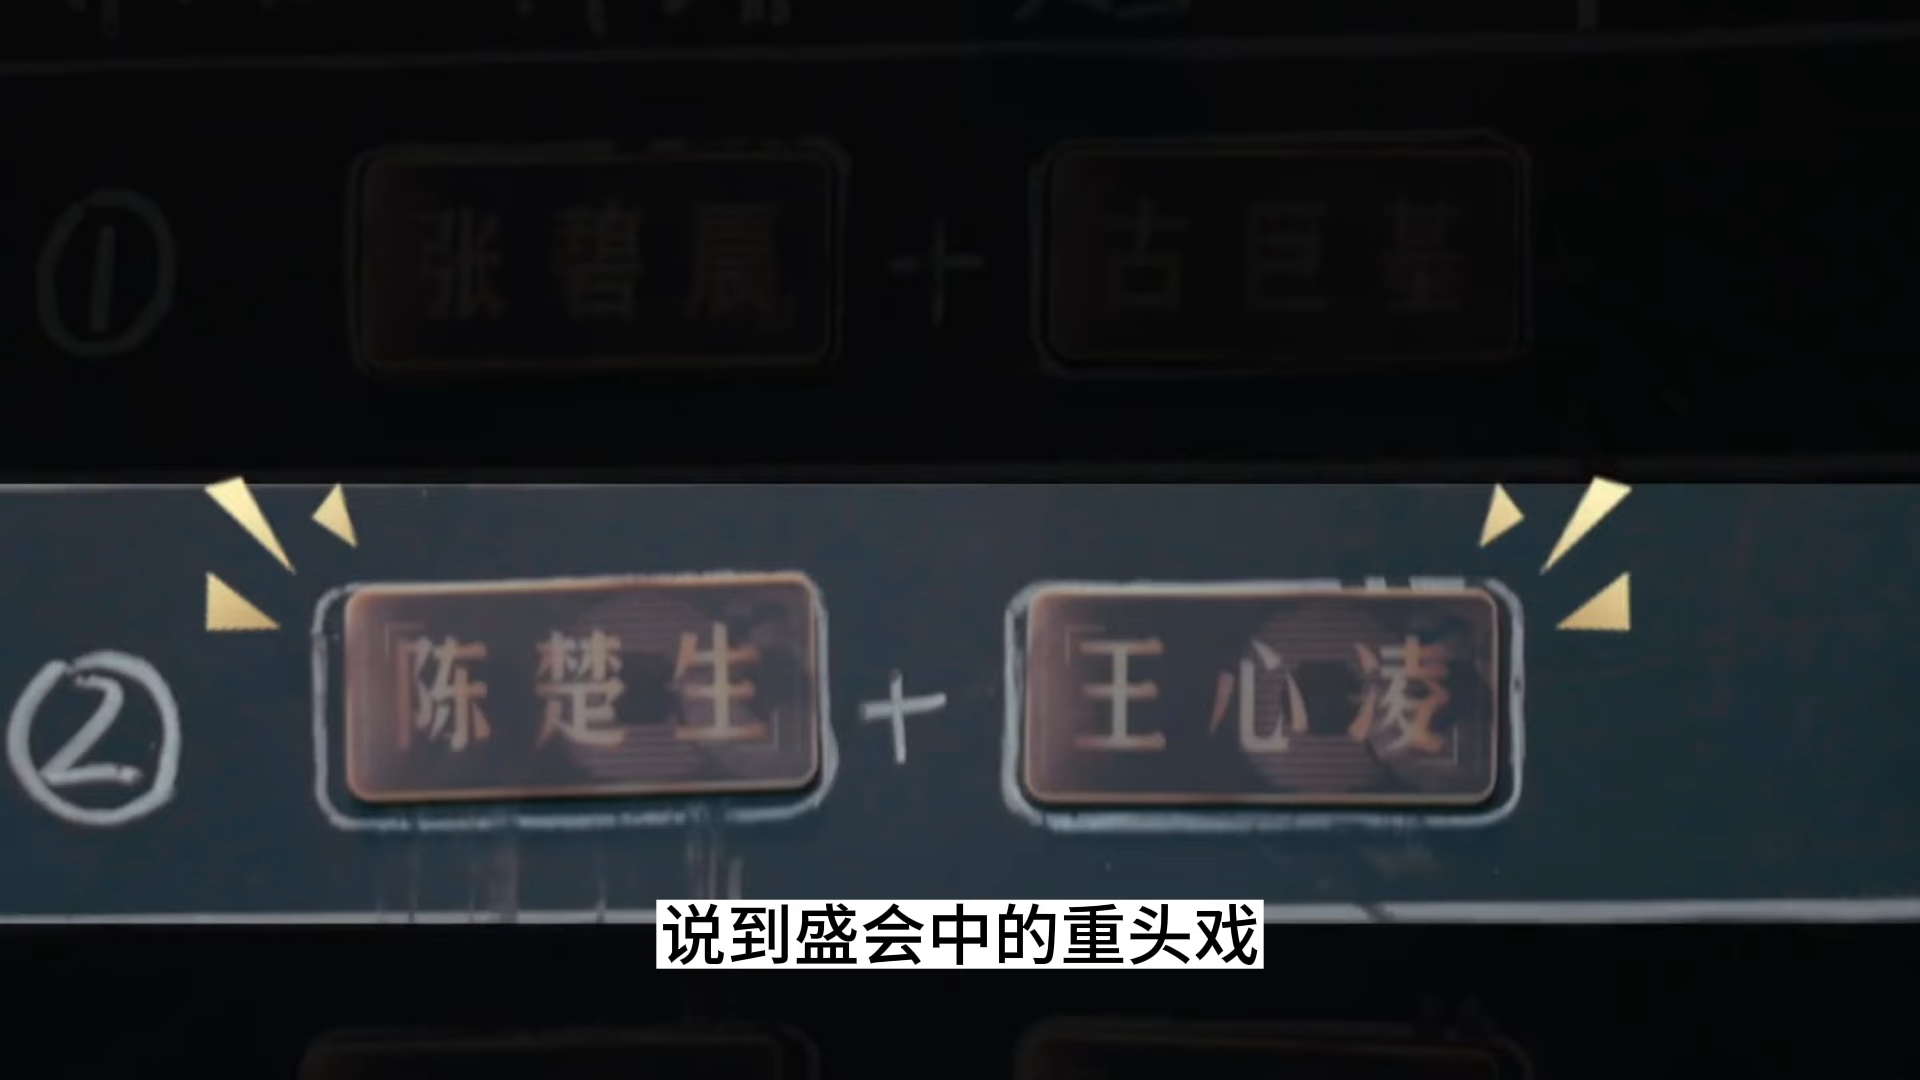 ① 张碧晨 + 古巨基
② 陈楚生 + 王心凌
说到盛会中的重头戏